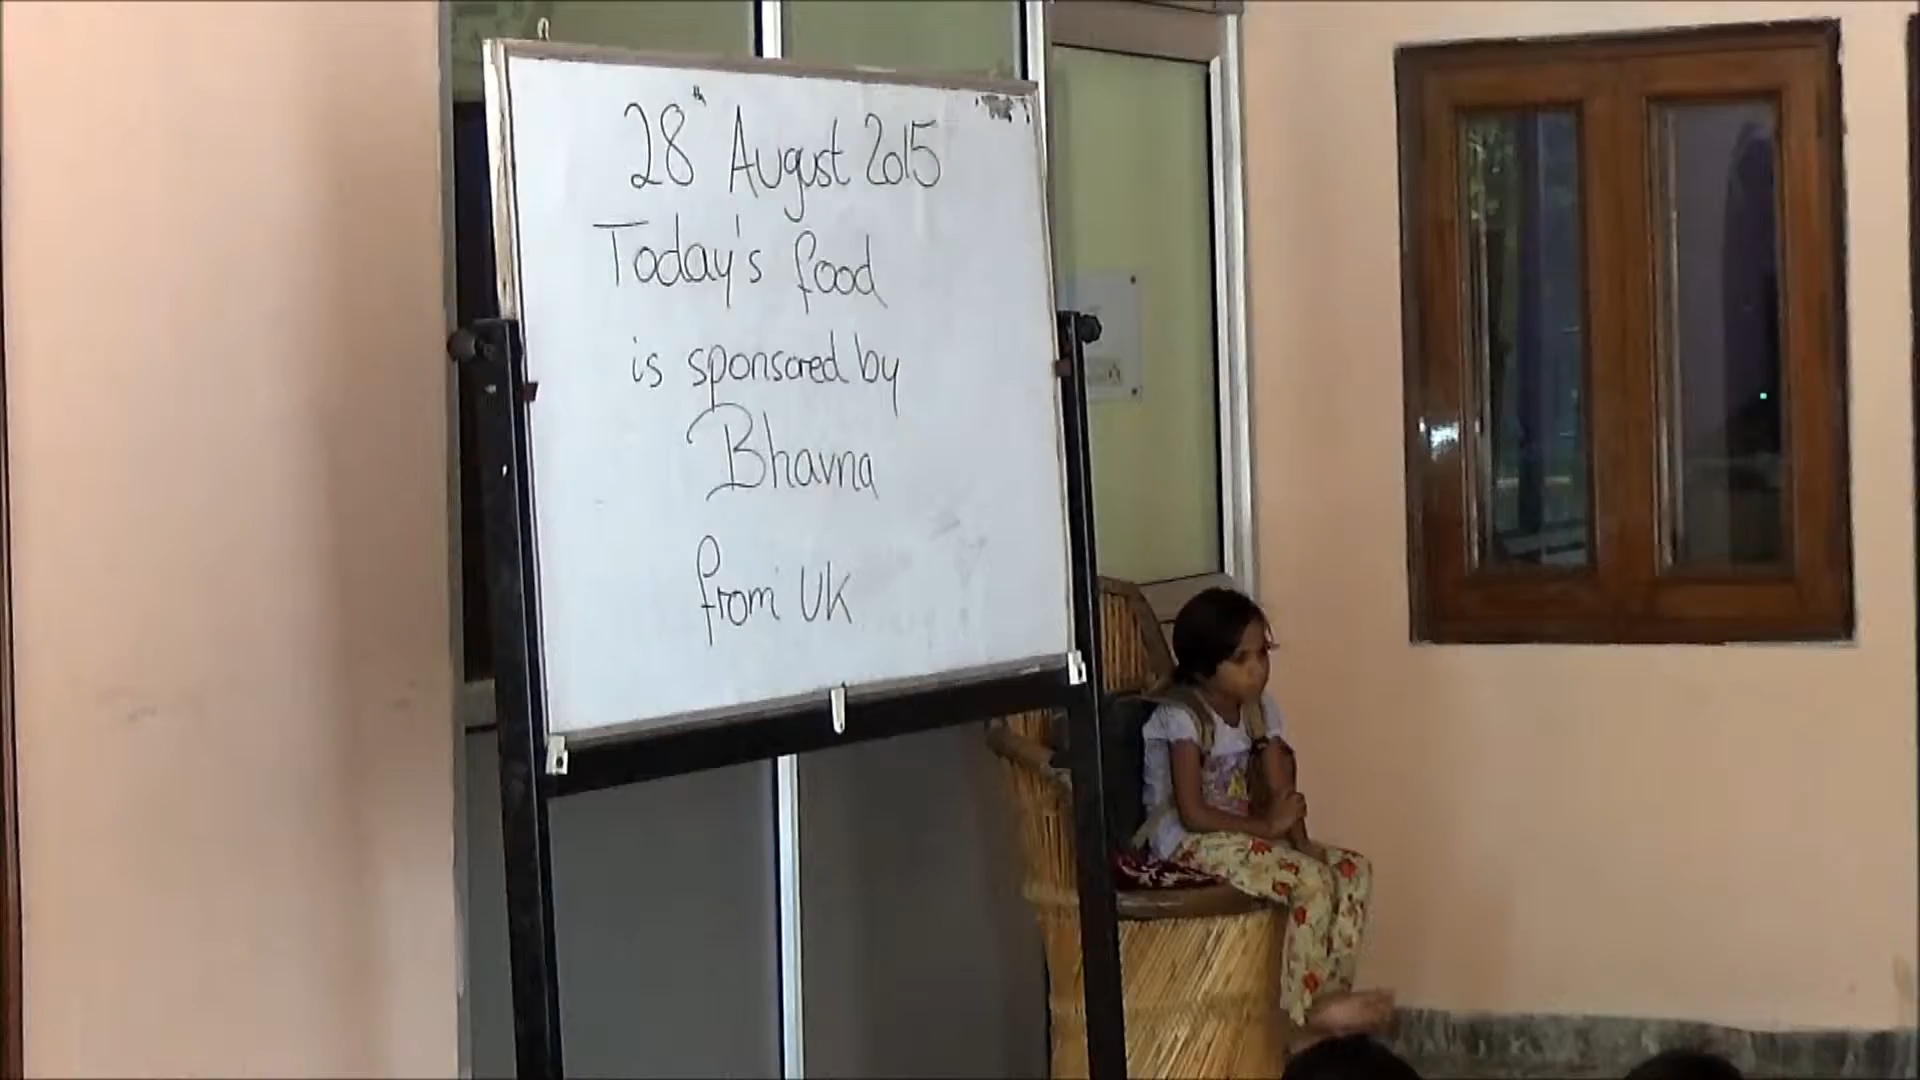 28th August 2015
Today's food
is sponsored by
Bhavna
from UK